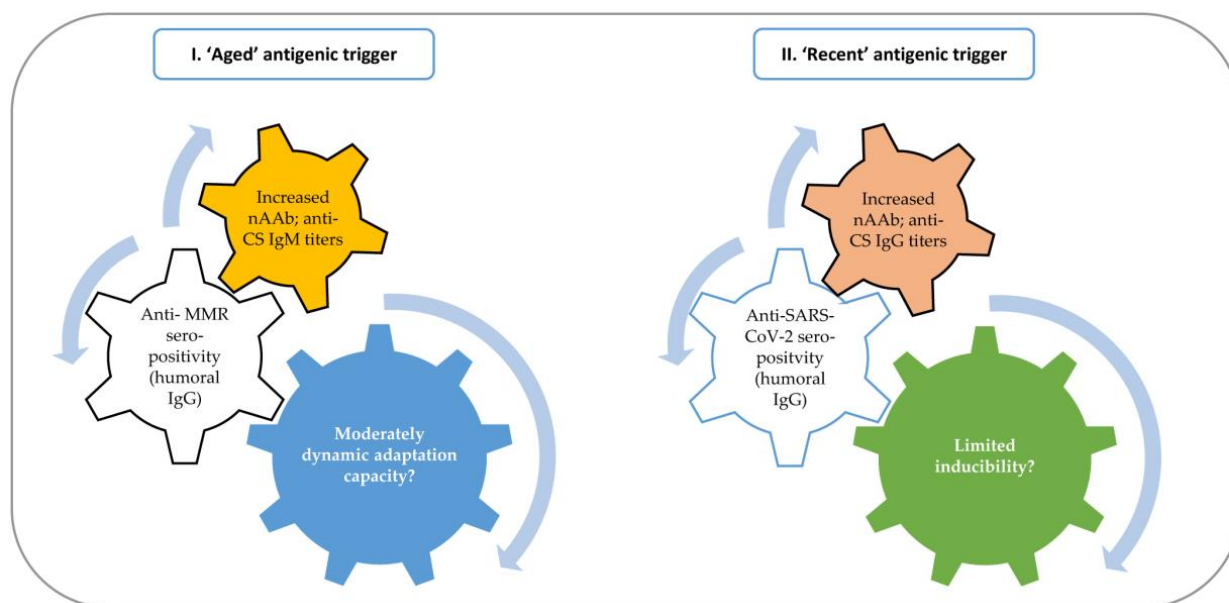 I. ‘Aged’ antigenic trigger
Increased
nAAb; anti-
CS IgM titers
Anti- MMR
sero-
positivity
(humoral
IgG)
Moderately
dynamic adaptation
capacity?
II. ‘Recent’ antigenic trigger
Increased
nAAb; anti-
CS IgG titers
Anti-SARS-
CoV-2 sero-
positvity
(humoral
IgG)
Limited
inducibility?